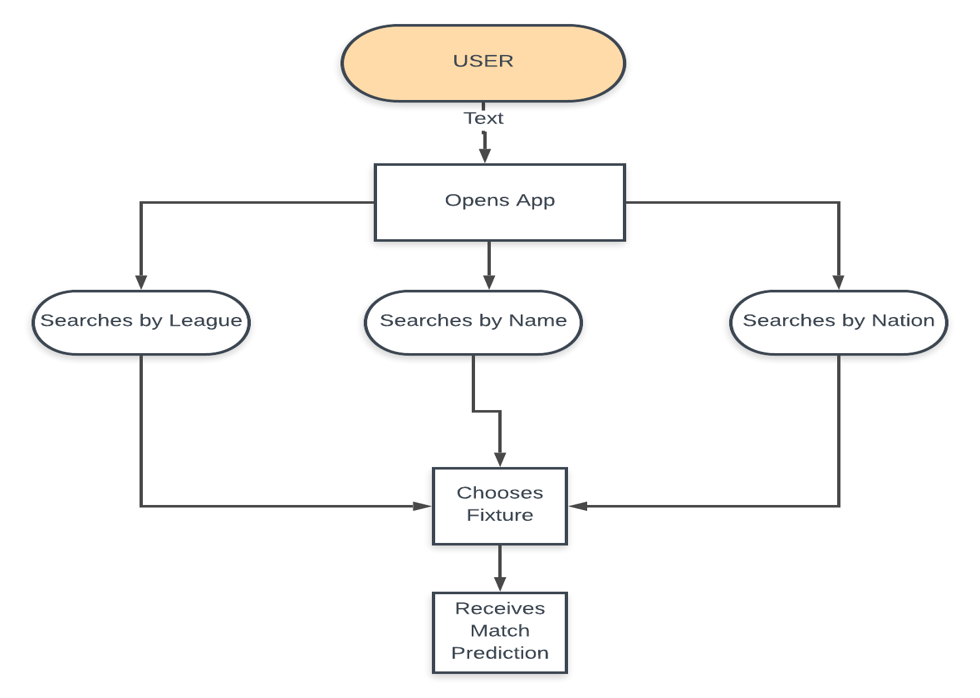 USER
Text
Opens App
Searches by League
Searches by Name
Searches by Nation
Chooses
Fixture
Receives
Match
Prediction